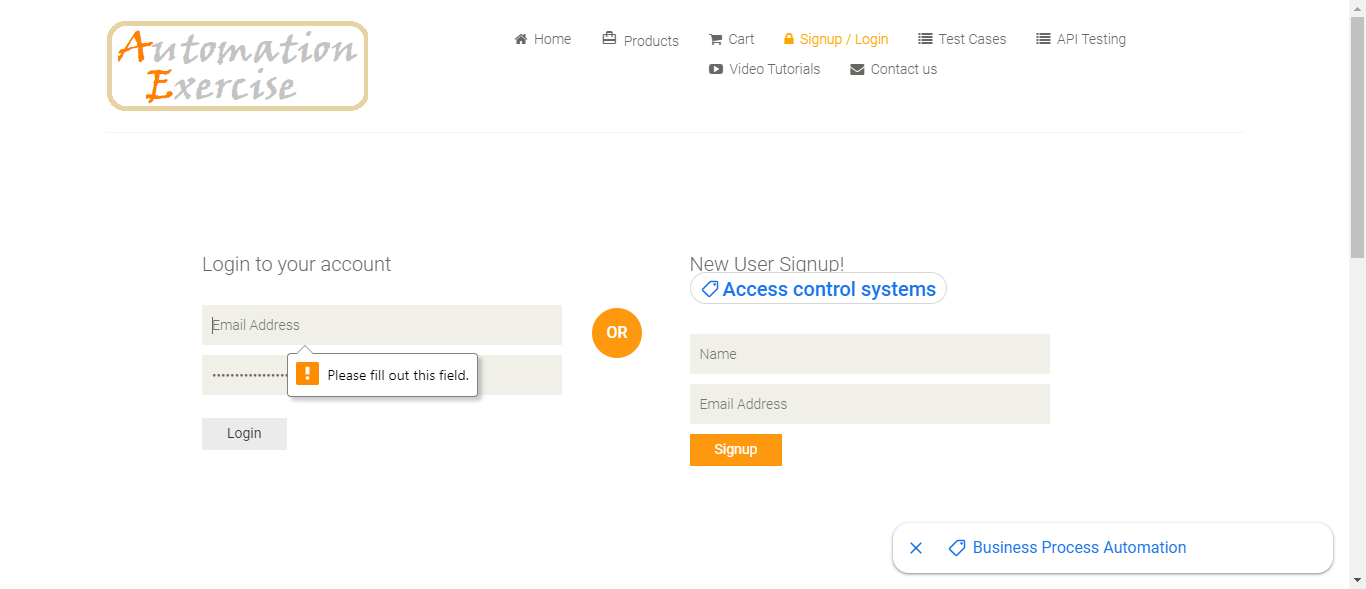 Automation
Exercise
Home
Products
Cart
Signup / Login
Test Cases
API Testing
Video Tutorials
Contact us
Login to your account
Email Address
Please fill out this field.
Login
OR
New User Signup!
Access control systems
Name
Email Address
Signup
Business Process Automation